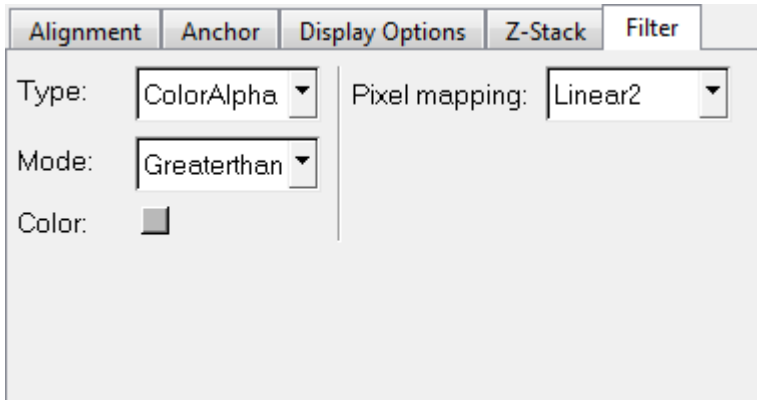 Alignment Anchor Display Options Z-Stack Filter
Type: ColorAlpha Pixel mapping: Linear2
Mode: Greaterthan
Color: